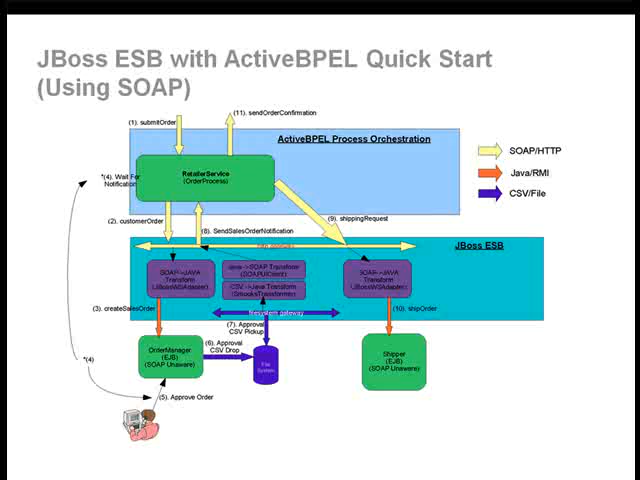 JBoss ESB with ActiveBPEL Quick Start
(Using SOAP)
(11). sendOrderConfirmation
(1). submitOrder
ActiveBPEL Process Orchestration
SOAP/HTTP
Java/RMI
CSV/File
RetailerService
(OrderProcess)
*(4). Wait For
Notification
(2). customerOrder
(8). SendSalesOrderNotification
(9). shippingRequest
http gateway
JBoss ESB
SOAP->JAVA
Transform
(JBossWSAdapter)
Java->SOAP Transform
(SOAPUIClient)
CSV->Java Transform
(SmooksTransformer)
SOAP->JAVA
Transform
(JBossWSAdapter)
(3). createSalesOrder
filesystem gateway
(10). shipOrder
(7). Approval
CSV Pickup
OrderManager
(EJB)
(SOAP Unaware)
(6). Approval
CSV Drop
File
System
Shipper
(EJB)
(SOAP Unaware)
*(4)
(5). Approve Order